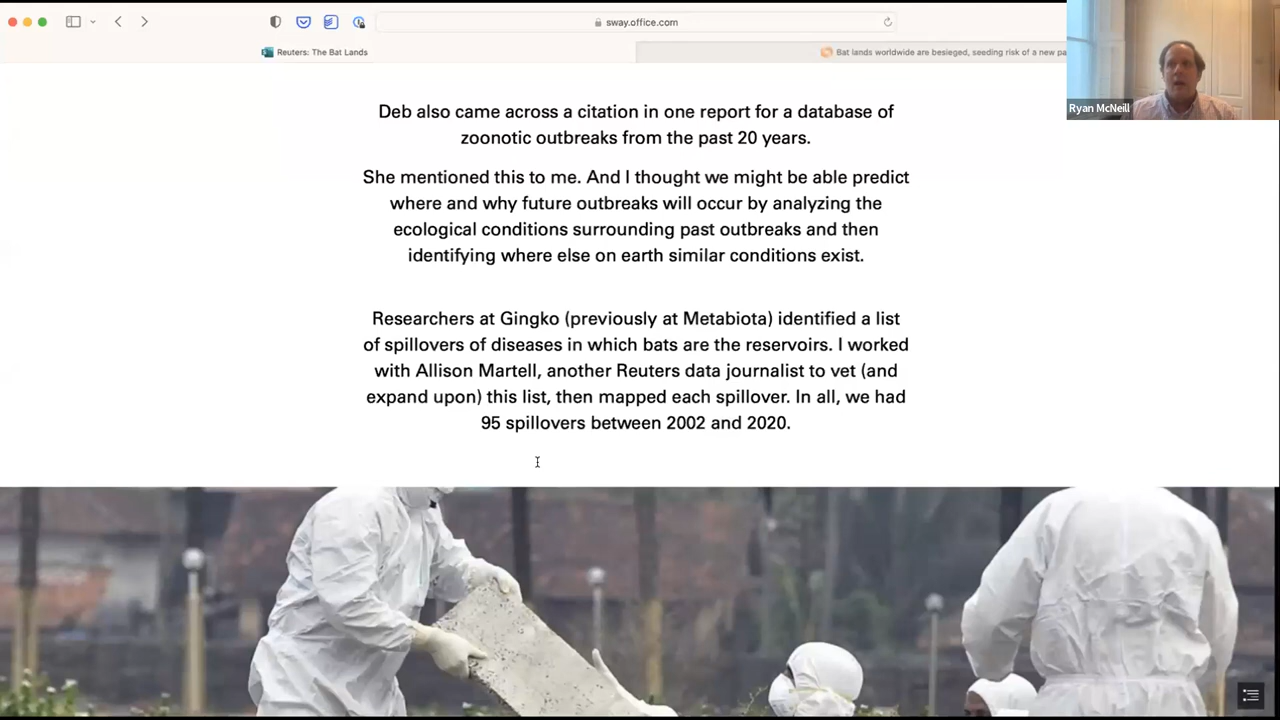 sway.office.com
Reuters: The Bat Lands
Bat lands worldwide are besieged, seeding risk of a new pa
Ryan McNeill
Deb also came across a citation in one report for a database of
zoonotic outbreaks from the past 20 years.
She mentioned this to me. And I thought we might be able predict
where and why future outbreaks will occur by analyzing the
ecological conditions surrounding past outbreaks and then
identifying where else on earth similar conditions exist.
Researchers at Gingko (previously at Metabiota) identified a list
of spillovers of diseases in which bats are the reservoirs. I worked
with Allison Martell, another Reuters data journalist to vet (and
expand upon) this list, then mapped each spillover. In all, we had
95 spillovers between 2002 and 2020.